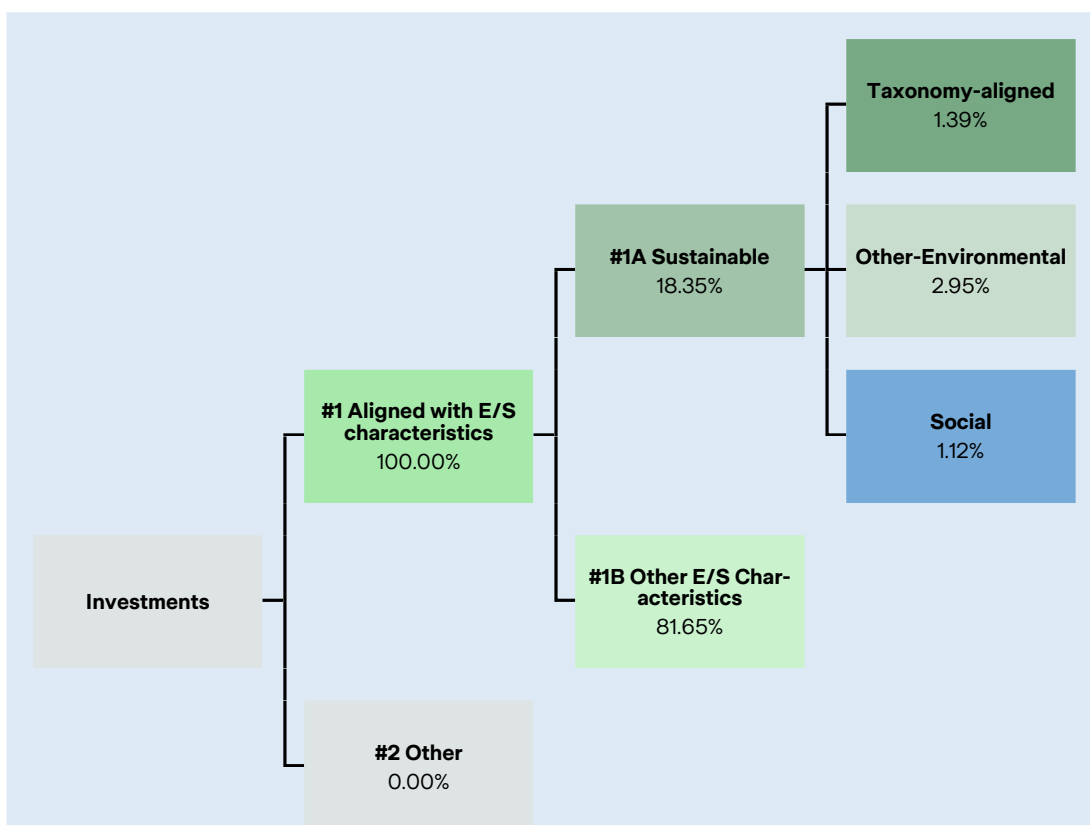 Taxonomy-aligned
1.39%
#1A Sustainable
18.35%
Other-Environmental
2.95%
#1 Aligned with E/S
characteristics
100.00%
Social
1.12%
Investments
#1B Other E/S Char-
acteristics
81.65%
#2 Other
0.00%